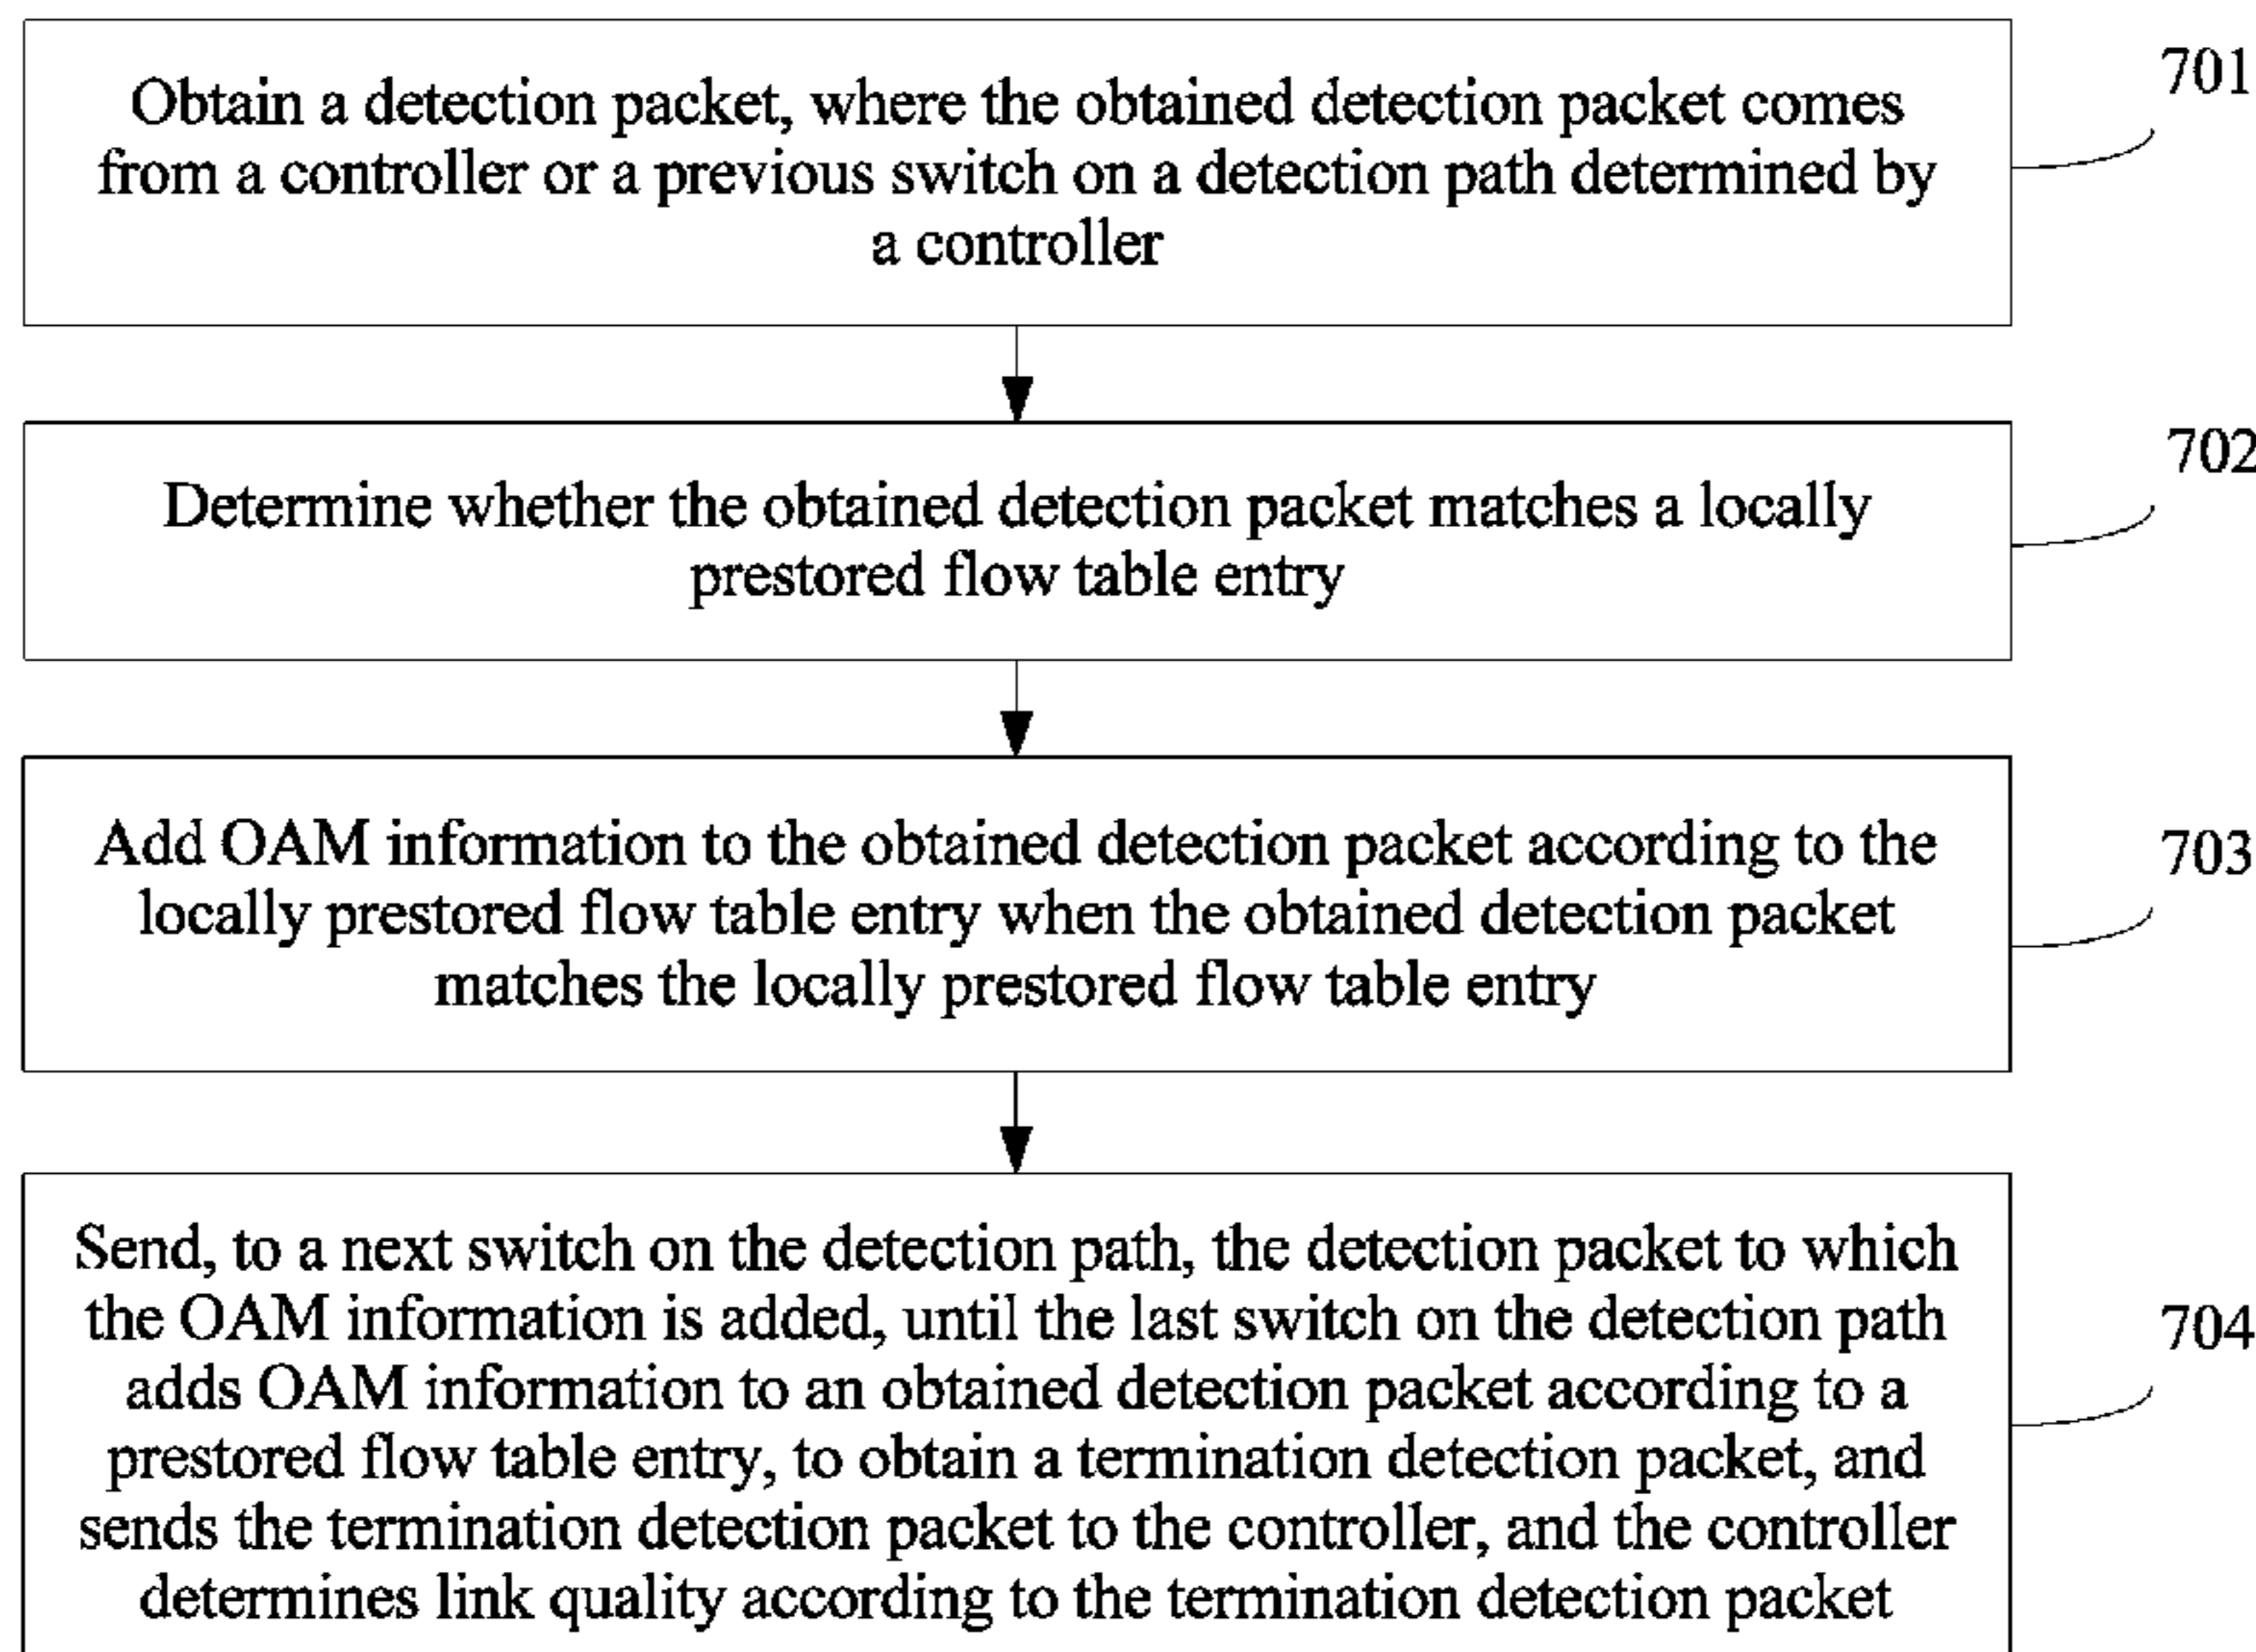 Obtain a detection packet, where the obtained detection packet comes
from a controller or a previous switch on a detection path determined by
a controller
701
Determine whether the obtained detection packet matches a locally
prestored flow table entry
702
Add OAM information to the obtained detection packet according to the
locally prestored flow table entry when the obtained detection packet
matches the locally prestored flow table entry
703
Send, to a next switch on the detection path, the detection packet to which
the OAM information is added, until the last switch on the detection path
adds OAM information to an obtained detection packet according to a
prestored flow table entry, to obtain a termination detection packet, and
sends the termination detection packet to the controller, and the controller
determines link quality according to the termination detection packet
704